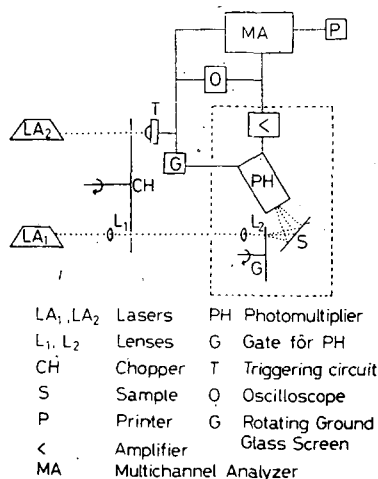 MA
P
O
T
LA₂
<
G
PH
CH
L₁
L₂
LA₁
S
G
LA₁,LA₂ Lasers PH Photomultiplier
L₁, L₂ Lenses G Gate for PH
CH Chopper T Triggering circuit
S Sample O Oscilloscope
P Printer G Rotating Ground
< Amplifier Glass Screen
MA Multichannel Analyzer